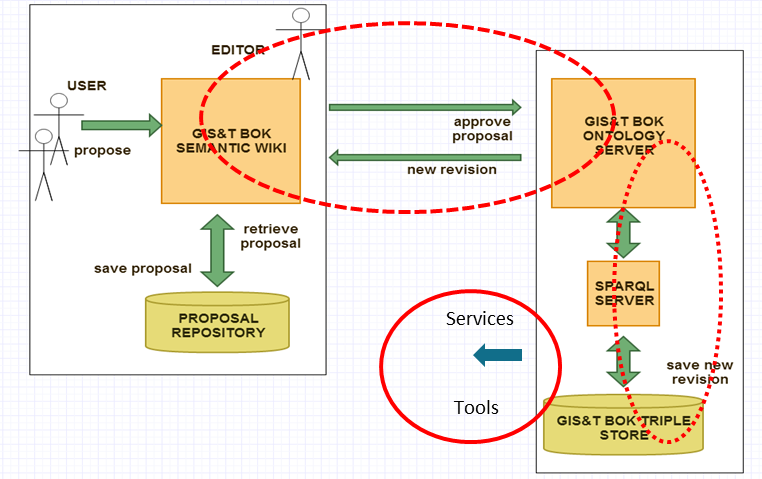 EDITOR
USER
GIS&T BOK
SEMANTIC WIKI
propose
retrieve
proposal
save proposal
PROPOSAL
REPOSITORY
approve
proposal
new revision
GIS&T BOK
ONTOLOGY
SERVER
SPARQL
SERVER
save new
revision
GIS&T BOK TRIPLE
STORE
Services
Tools